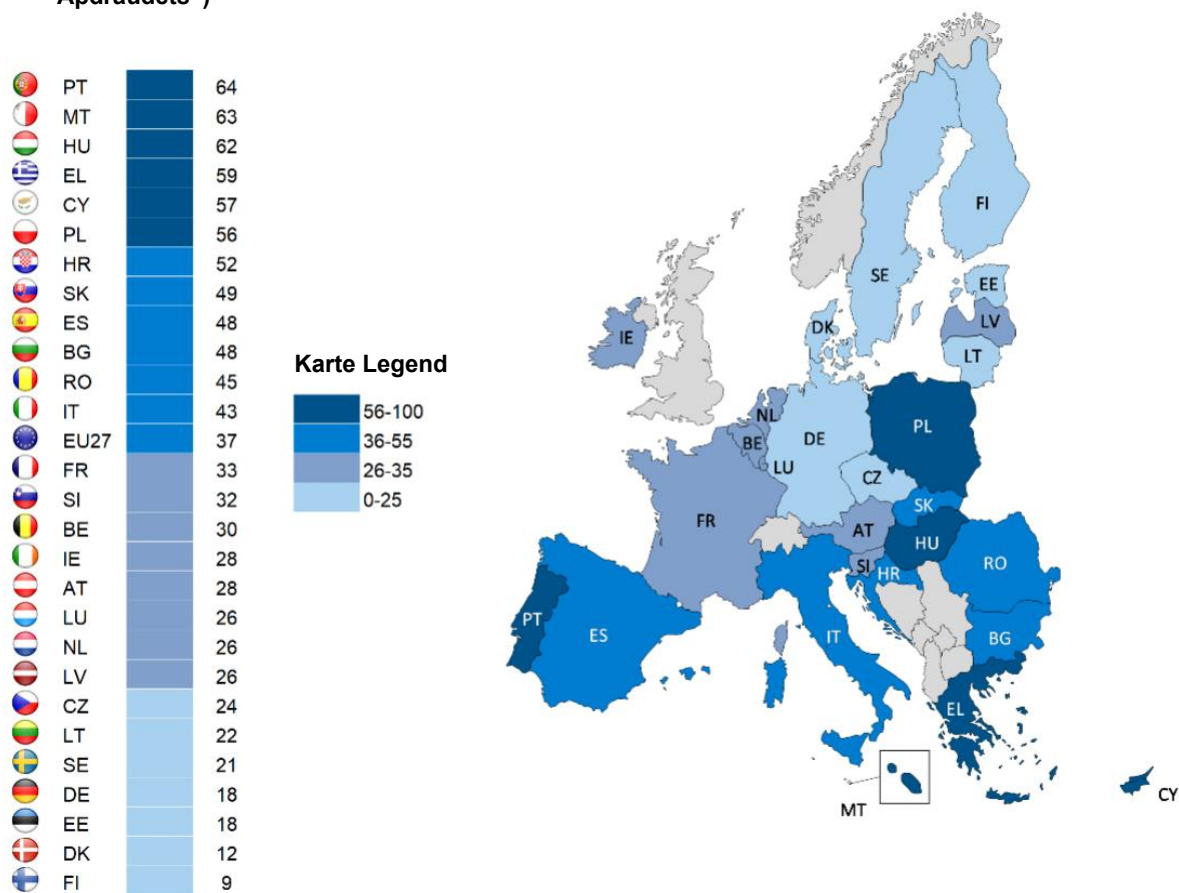 PT 64
MT 63
HU 62
EL 59
CY 57
PL 56
HR 52
SK 49
ES 48
BG 48
RO 45
IT 43
EU27 37
FR 33
SI 32
BE 30
IE 28
AT 28
LU 26
NL 26
LV 26
CZ 24
LT 22
SE 21
DE 18
EE 18
DK 12
FI 9
Karte Legend
56-100
36-55
26-35
0-25
FI
SE
EE
LV
LT
DK
IE
NL
BE
LU
DE
PL
CZ
SK
FR
AT
HU
SI
HR
RO
PT
ES
IT
BG
EL
MT
CY